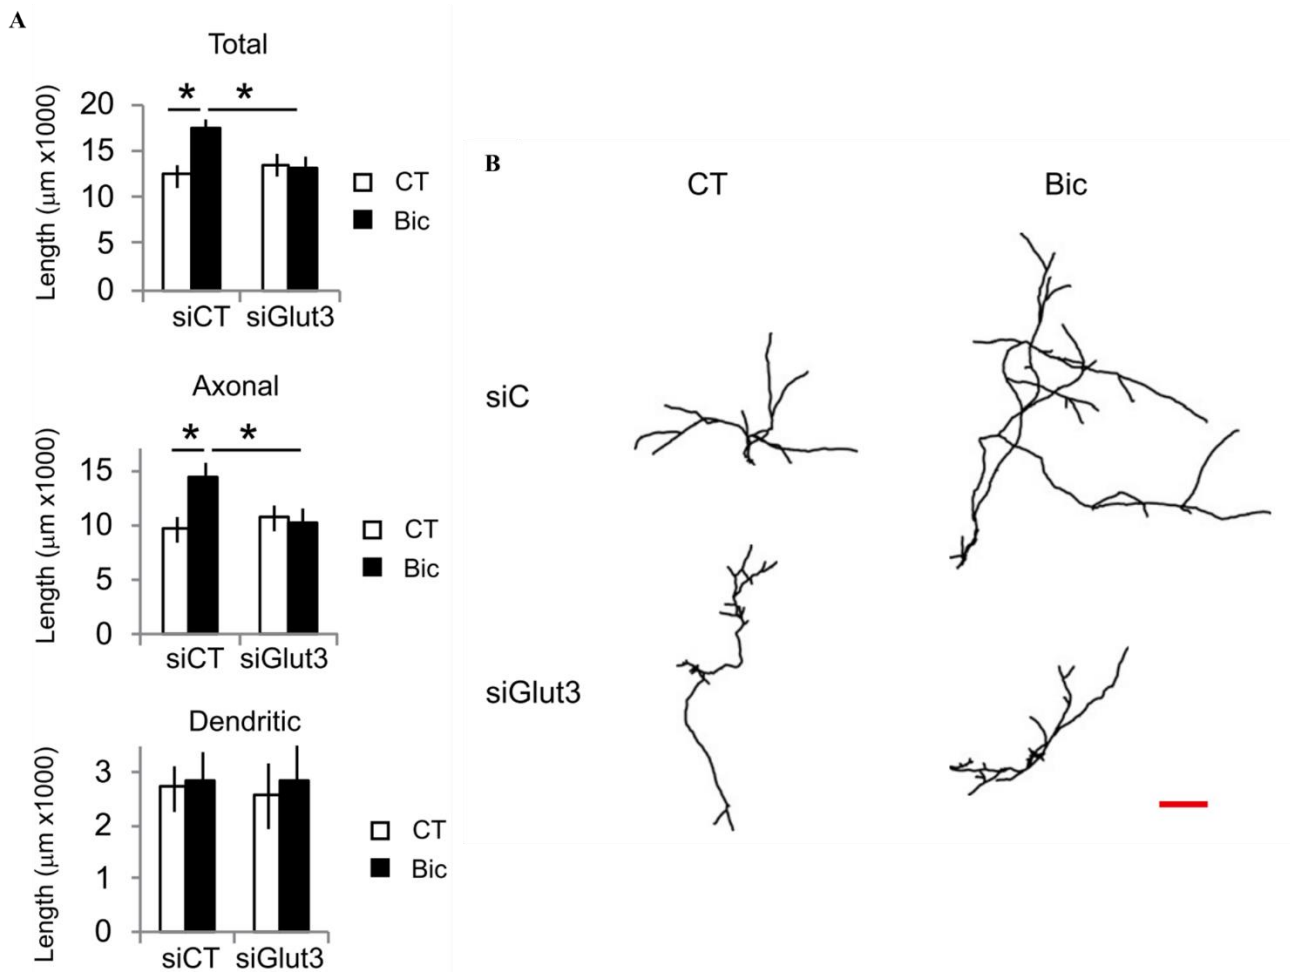 A
Total
Length (μm x1000)
20
15
10
5
0
* *
siCT siGlut3
CT
Bic
Axonal
Length (μm x1000)
15
10
5
0
* *
siCT siGlut3
CT
Bic
Dendritic
Length (μm x1000)
3
2
1
0
siCT siGlut3
CT
Bic
B
CT Bic
siC
siGlut3